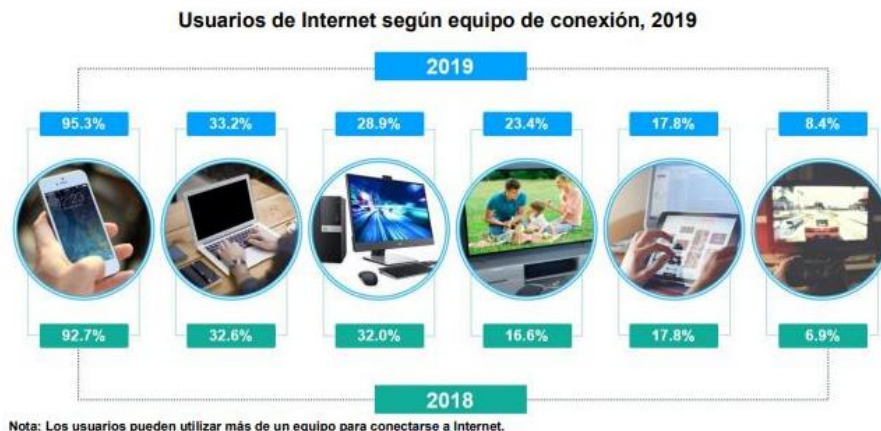 Usuarios de Internet según equipo de conexión, 2019
2019
95.3% 33.2% 28.9% 23.4% 17.8% 8.4%
92.7% 32.6% 32.0% 16.6% 17.8% 6.9%
2018
Nota: Los usuarios pueden utilizar más de un equipo para conectarse a Internet.